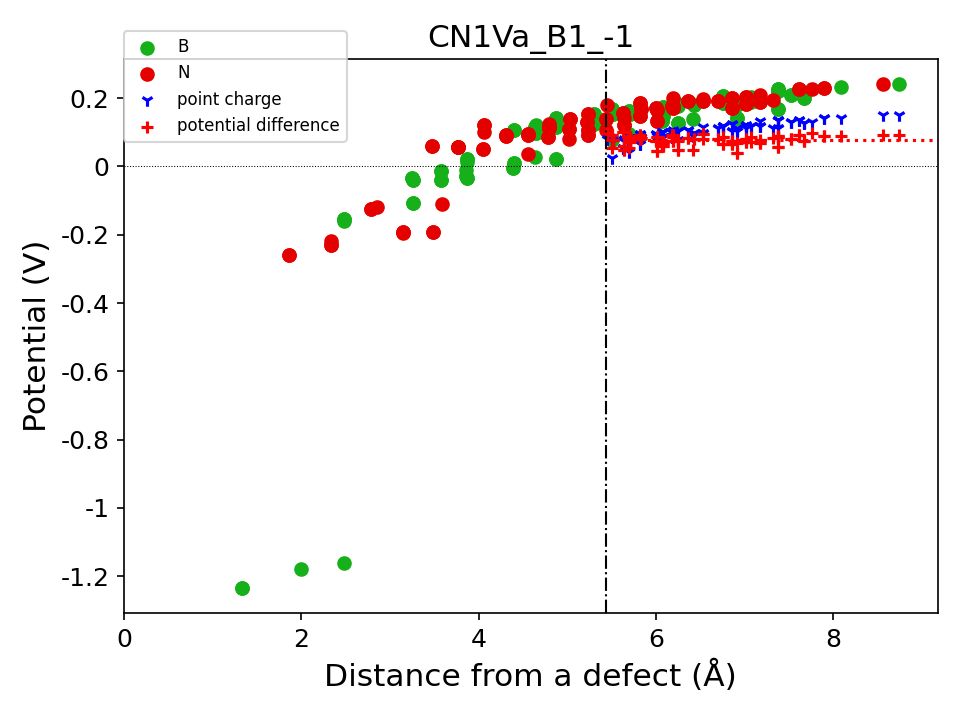 CN1Va_B1_-1
B
N
point charge
potential difference
0.2
0
-0.2
-0.4
-0.6
-0.8
-1
-1.2
Potential (V)
0 2 4 6 8
Distance from a defect (Å)